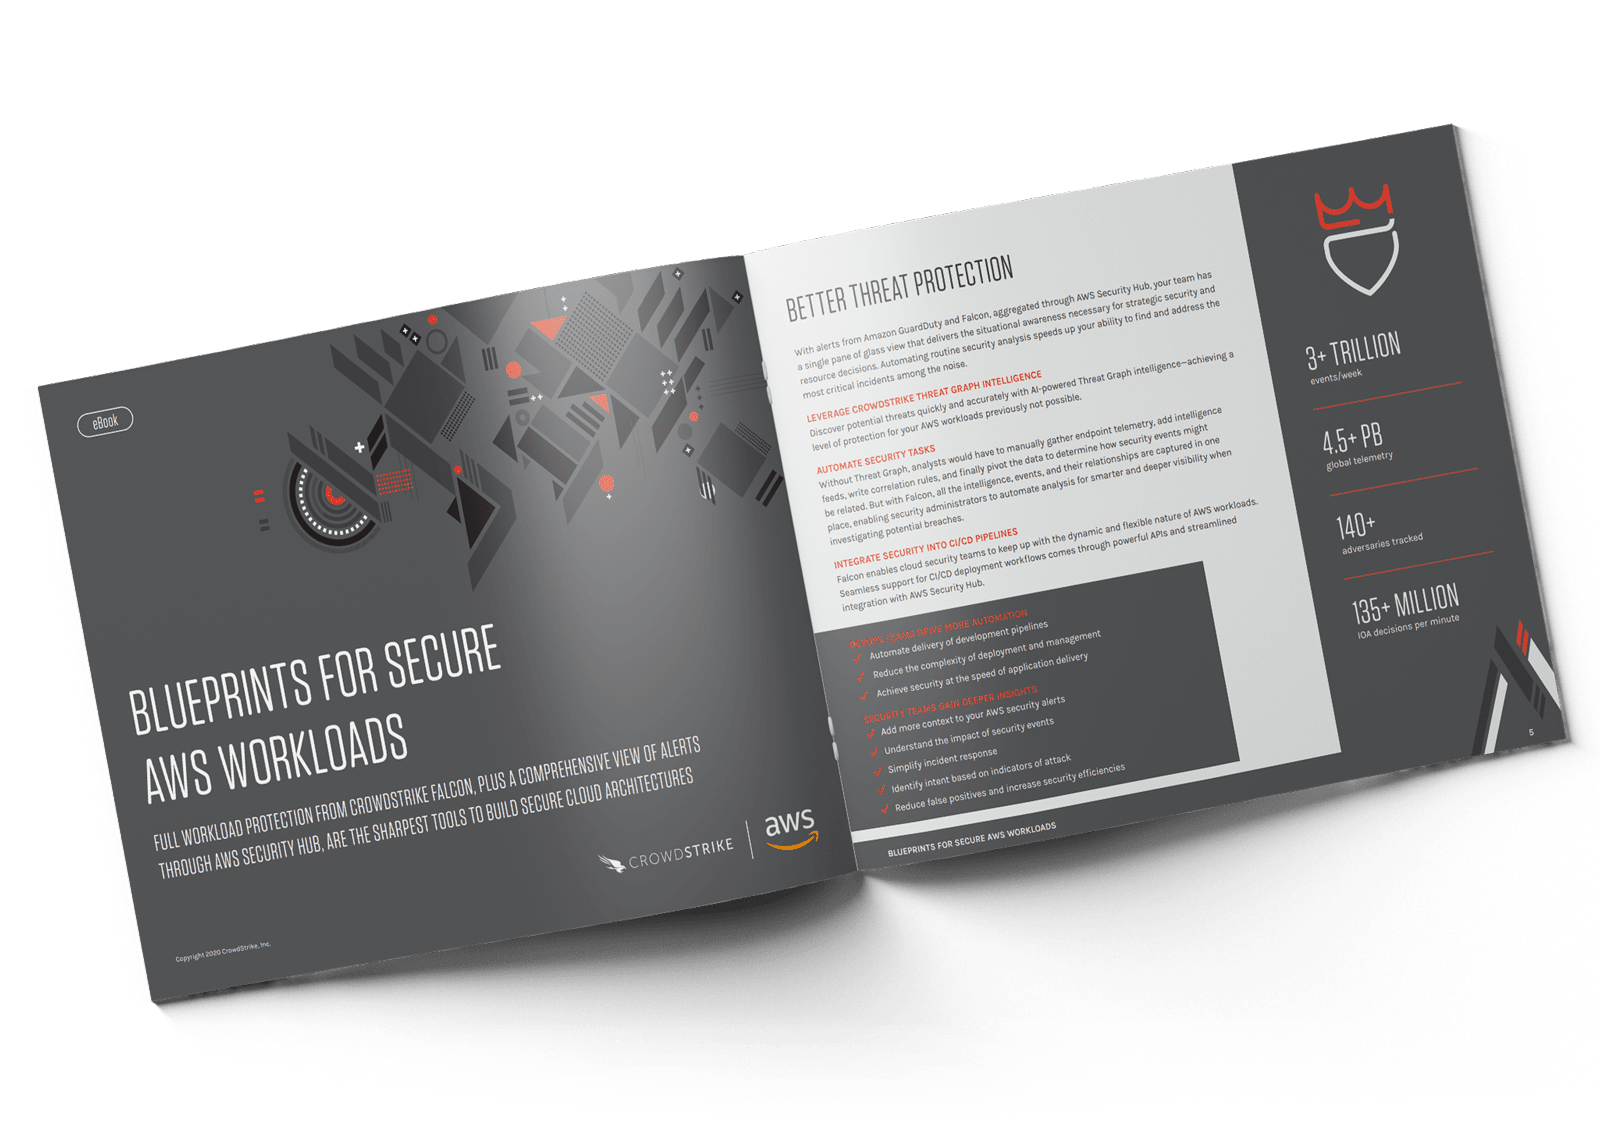 eBook
BLUEPRINTS FOR SECURE
AWS WORKLOADS
FULL WORKLOAD PROTECTION FROM CROWDSTRIKE FALCON, PLUS A COMPREHENSIVE VIEW OF ALERTS
THROUGH AWS SECURITY HUB, ARE THE SHARPEST TOOLS TO BUILD SECURE CLOUD ARCHITECTURES
CROWDSTRIKE
aws
Copyright 2020 CrowdStrike, Inc.
BETTER THREAT PROTECTION
With alerts from Amazon GuardDuty and Falcon, aggregated through AWS Security Hub, your team has
a single pane of glass view that delivers the situational awareness necessary for strategic security and
resource decisions. Automating routine security analysis speeds up your ability to find and address the
most critical incidents among the noise.
LEVERAGE CROWDSTRIKE THREAT GRAPH INTELLIGENCE
Discover potential threats quickly and accurately with AI-powered Threat Graph intelligence—achieving a
level of protection for your AWS workloads previously not possible.
AUTOMATE SECURITY TASKS
Without Threat Graph, analysts would have to manually gather endpoint telemetry, add intelligence
feeds, write correlation rules, and finally pivot the data to determine how security events might
be related. But with Falcon, all the intelligence, events, and their relationships are captured in one
place, enabling security administrators to automate analysis for smarter and deeper visibility when
investigating potential breaches.
INTEGRATE SECURITY INTO CI/CD PIPELINES
Falcon enables cloud security teams to keep up with the dynamic and flexible nature of AWS workloads.
Seamless support for CI/CD deployment workflows comes through powerful APIs and streamlined
integration with AWS Security Hub.
DEVOPS TEAMS DRIVE MORE AUTOMATION
Automate delivery of development pipelines
Reduce the complexity of deployment and management
Achieve security at the speed of application delivery
SECURITY TEAMS GAIN DEEPER INSIGHTS
Add more context to your AWS security alerts
Understand the impact of security events
Simplify incident response
Identify intent based on indicators of attack
Reduce false positives and increase security efficiencies
BLUEPRINTS FOR SECURE AWS WORKLOADS
3+ TRILLION
events/week
4.5+ PB
global telemetry
140+
adversaries tracked
135+ MILLION
IOA decisions per minute
5